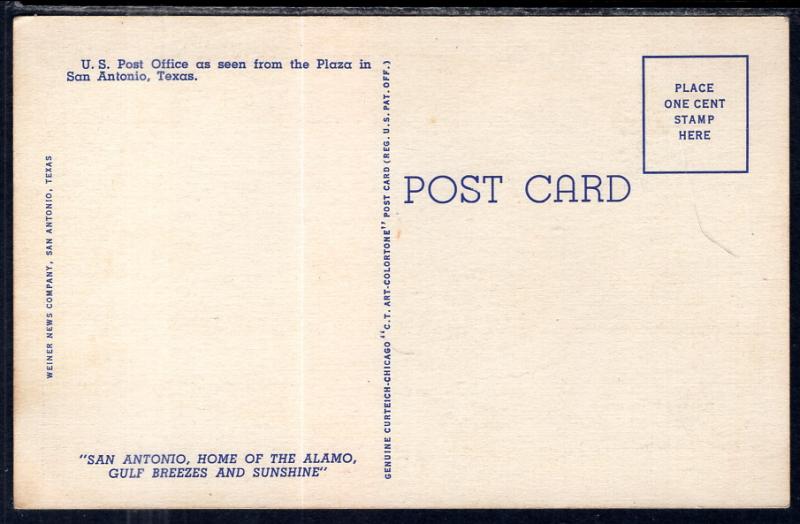 U. S. Post Office as seen from the Plaza in
San Antonio, Texas.
WEINER NEWS COMPANY, SAN ANTONIO, TEXAS
"SAN ANTONIO, HOME OF THE ALAMO,
GULF BREEZES AND SUNSHINE"
GENUINE CURTEICH-CHICAGO "C.T. ART-COLORTONE" POST CARD (REG. U.S. PAT. OFF.)
POST CARD
PLACE
ONE CENT
STAMP
HERE